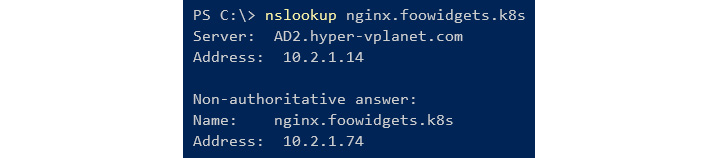 PS C:\> nslookup nginx.foowidgets.k8s
Server:  AD2.hyper-vplanet.com
Address:  10.2.1.14

Non-authoritative answer:
Name:    nginx.foowidgets.k8s
Address:  10.2.1.74